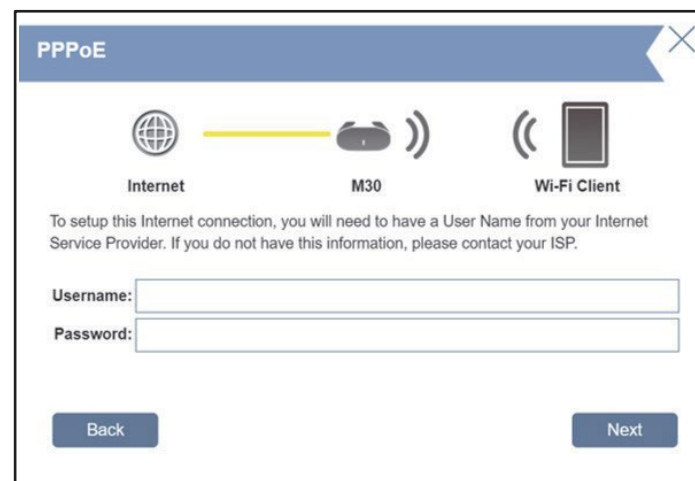 PPPoE
Internet M30 Wi-Fi Client
To setup this Internet connection, you will need to have a User Name from your Internet
Service Provider. If you do not have this information, please contact your ISP.
Username:
Password:
Back Next